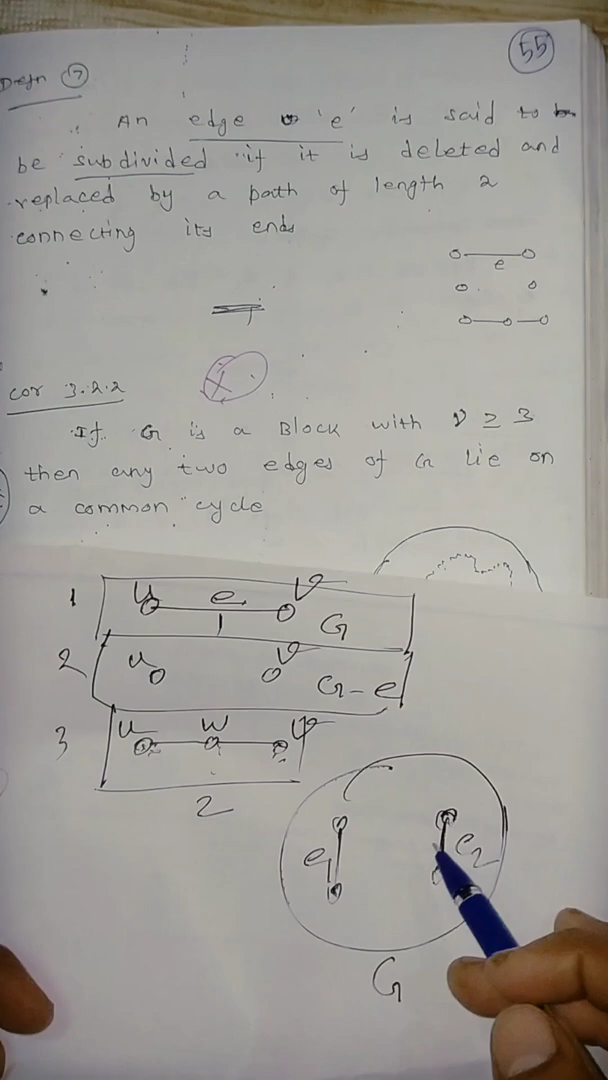 55
Defn 17
An edge 'e' is said to
be subdivided if it is deleted and
replaced by a path of length 2
connecting its ends
e
Cor 3.2.2
If G is a Block with ν ≥ 3
then any two edges of G lie on
a common cycle
1 u e v
1 G
2 u v G-e
3 u w v
2
e1 e2
G